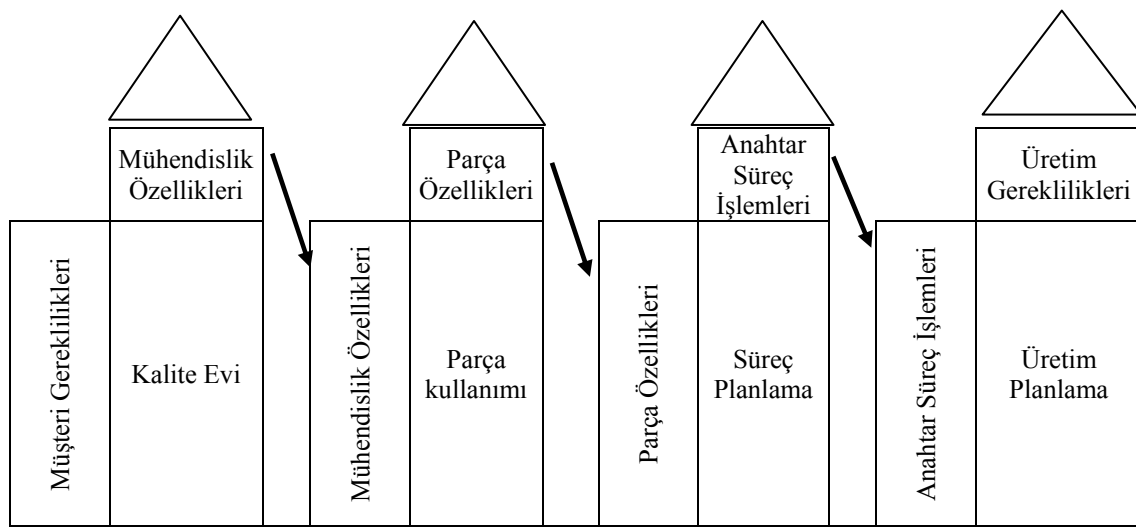 Mühendislik
Özellikleri
Müşteri Gereklilikleri
Kalite Evi
Parça
Özellikleri
Mühendislik Özellikleri
Parça
kullanımı
Anahtar
Süreç
İşlemleri
Parça Özellikleri
Süreç
Planlama
Üretim
Gereklilikleri
Anahtar Süreç İşlemleri
Üretim
Planlama